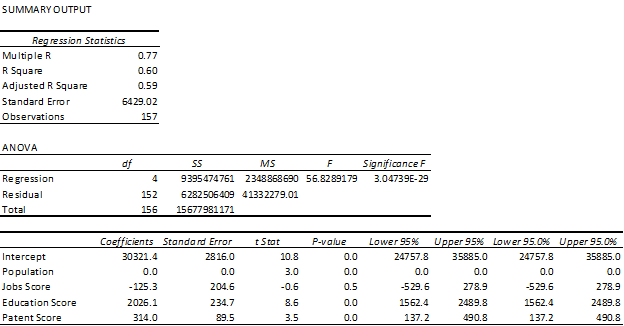 SUMMARY OUTPUT
Regression Statistics
Multiple R 0.77
R Square 0.60
Adjusted R Square 0.59
Standard Error 6429.02
Observations 157
ANOVA
df SS MS F Significance F
Regression 4 9395474761 2348868690 56.8289179 3.04739E-29
Residual 152 6282506409 41332279.01
Total 156 15677981171
Coefficients Standard Error t Stat P-value Lower 95% Upper 95% Lower 95.0% Upper 95.0%
Intercept 30321.4 2816.0 10.8 0.0 24757.8 35885.0 24757.8 35885.0
Population 0.0 0.0 3.0 0.0 0.0 0.0 0.0 0.0
Jobs Score -125.3 204.6 -0.6 0.5 -529.6 278.9 -529.6 278.9
Education Score 2026.1 234.7 8.6 0.0 1562.4 2489.8 1562.4 2489.8
Patent Score 314.0 89.5 3.5 0.0 137.2 490.8 137.2 490.8